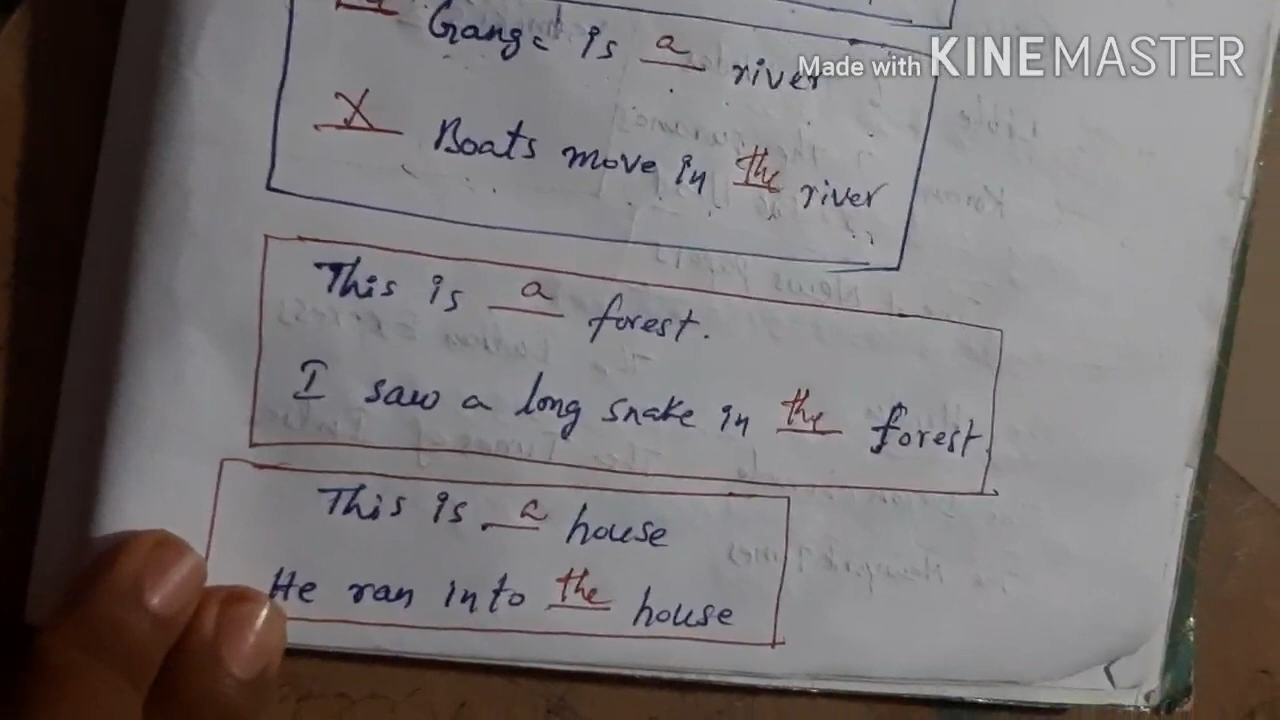 Gange is a river
Made with KINEMASTER
X Boats move in the river
This is a forest.
I saw a long snake in the forest
This is a house
He ran into the house